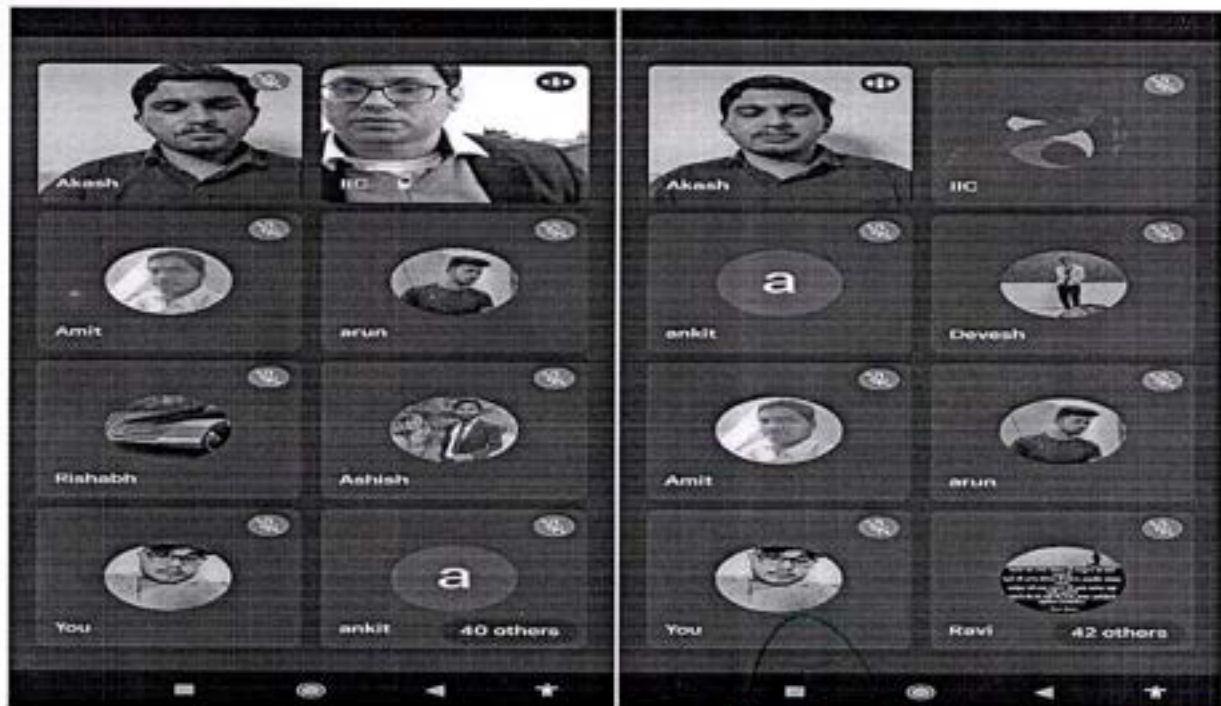 Akash
IIC
Amit
arun
Rishabh
Ashish
You
a
ankit
40 others
Akash
IIC
a
ankit
Devesh
Amit
arun
You
Ravi
42 others